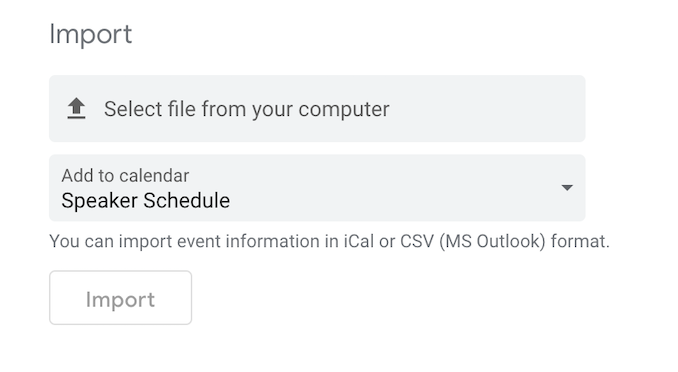 Import
Select file from your computer
Add to calendar
Speaker Schedule
You can import event information in iCal or CSV (MS Outlook) format.
Import